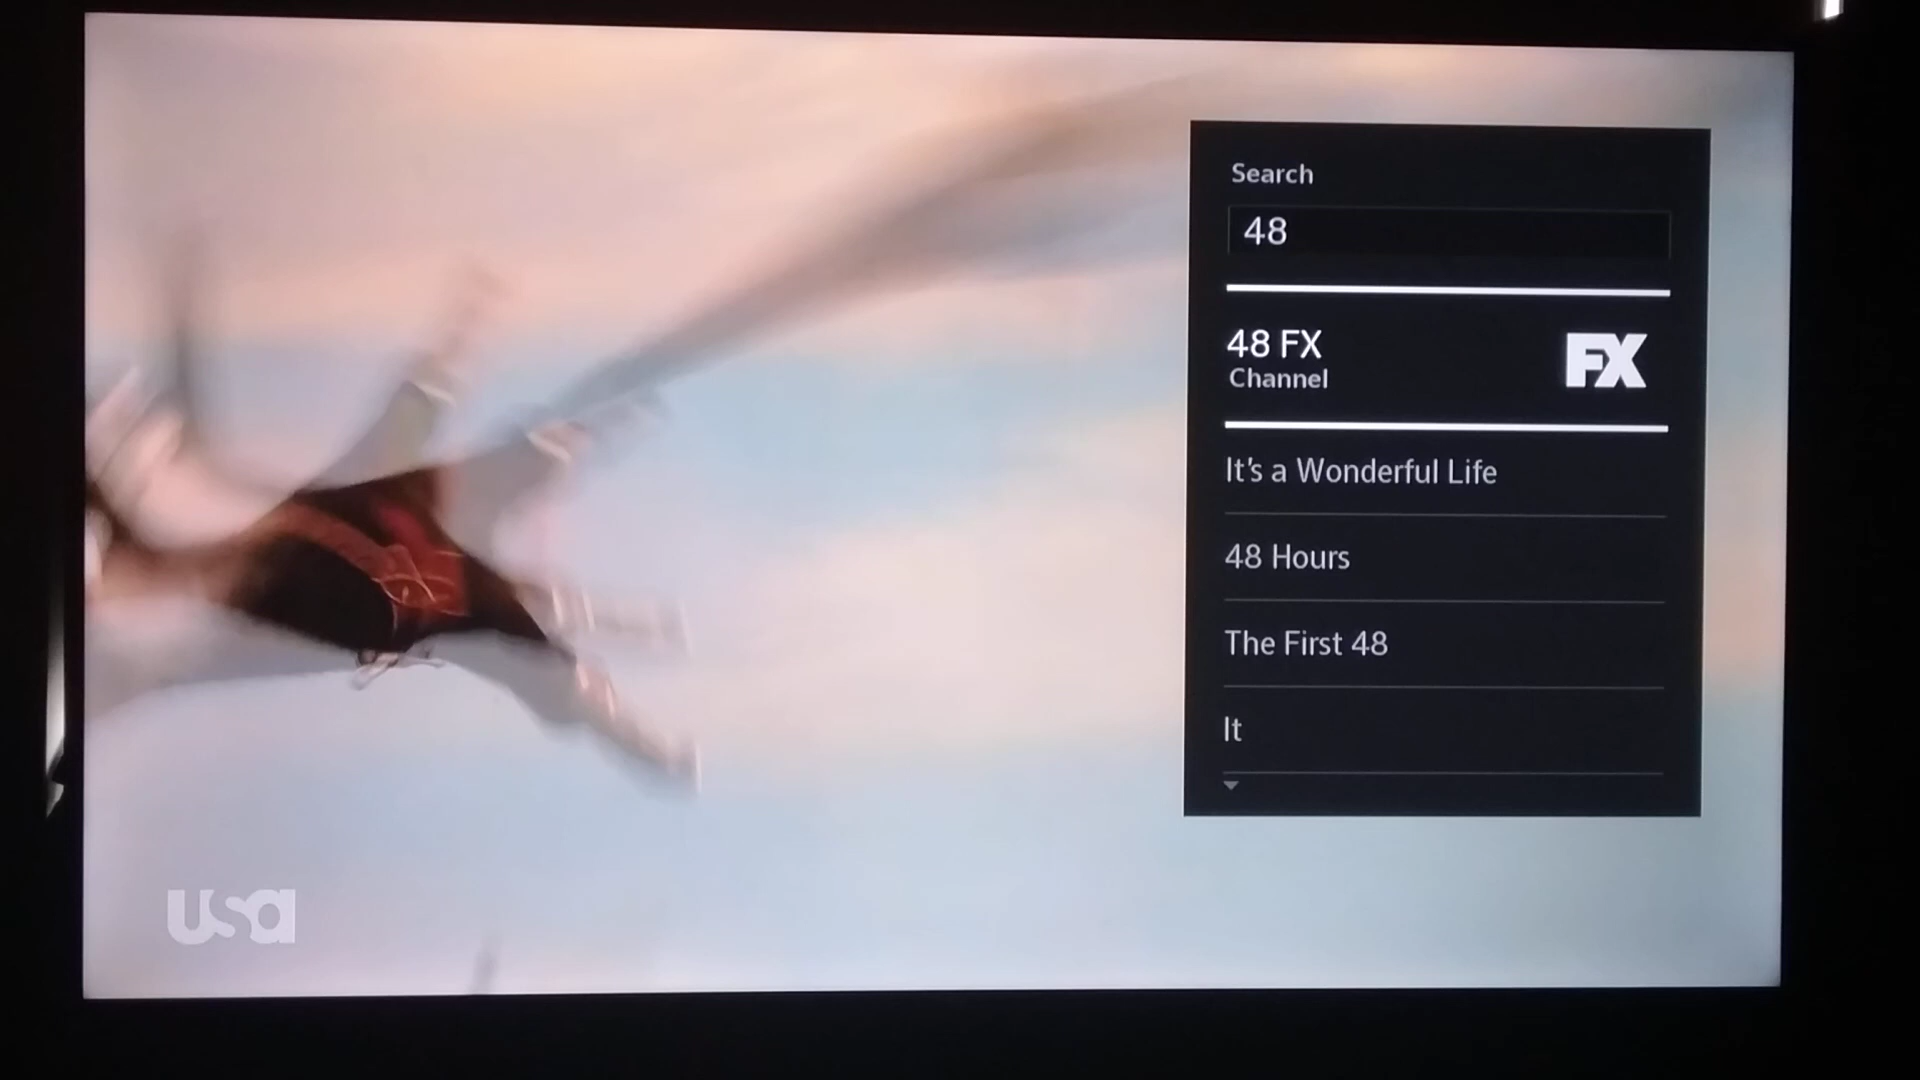 Search
48
48 FX
Channel
FX
It's a Wonderful Life
48 Hours
The First 48
It
usa